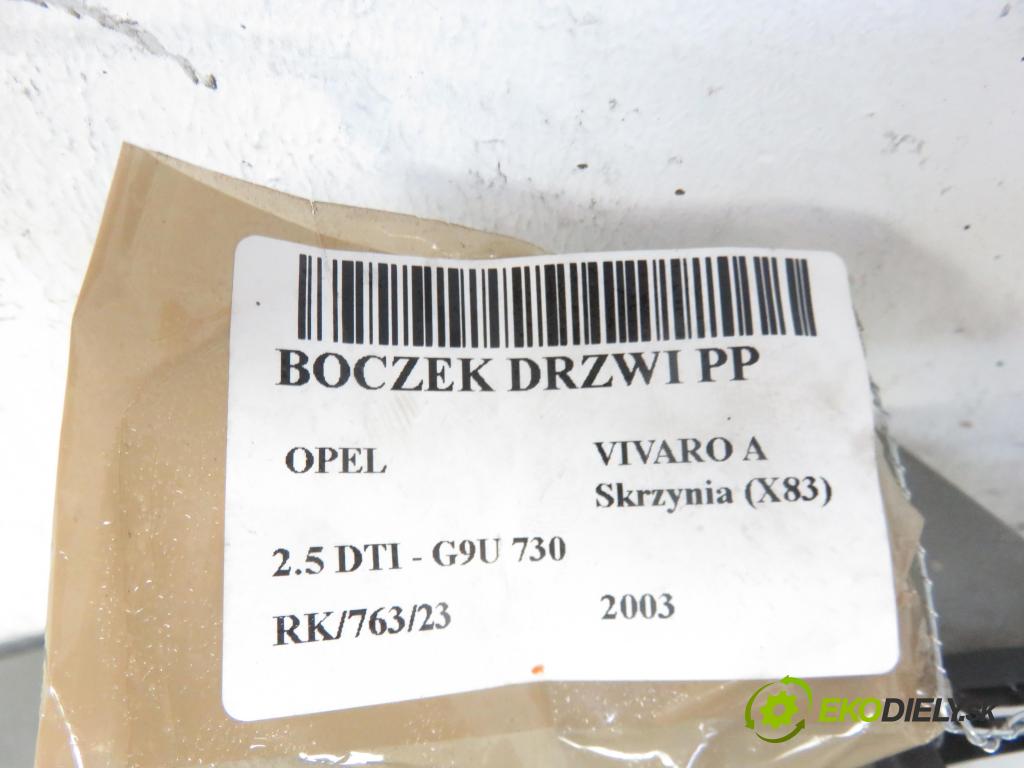 BOCZEK DRZWI PP
OPEL
VIVARO A
Skrzynia (X83)
2.5 DTI - G9U 730
RK/763/23
2003
EKODIELY.SK